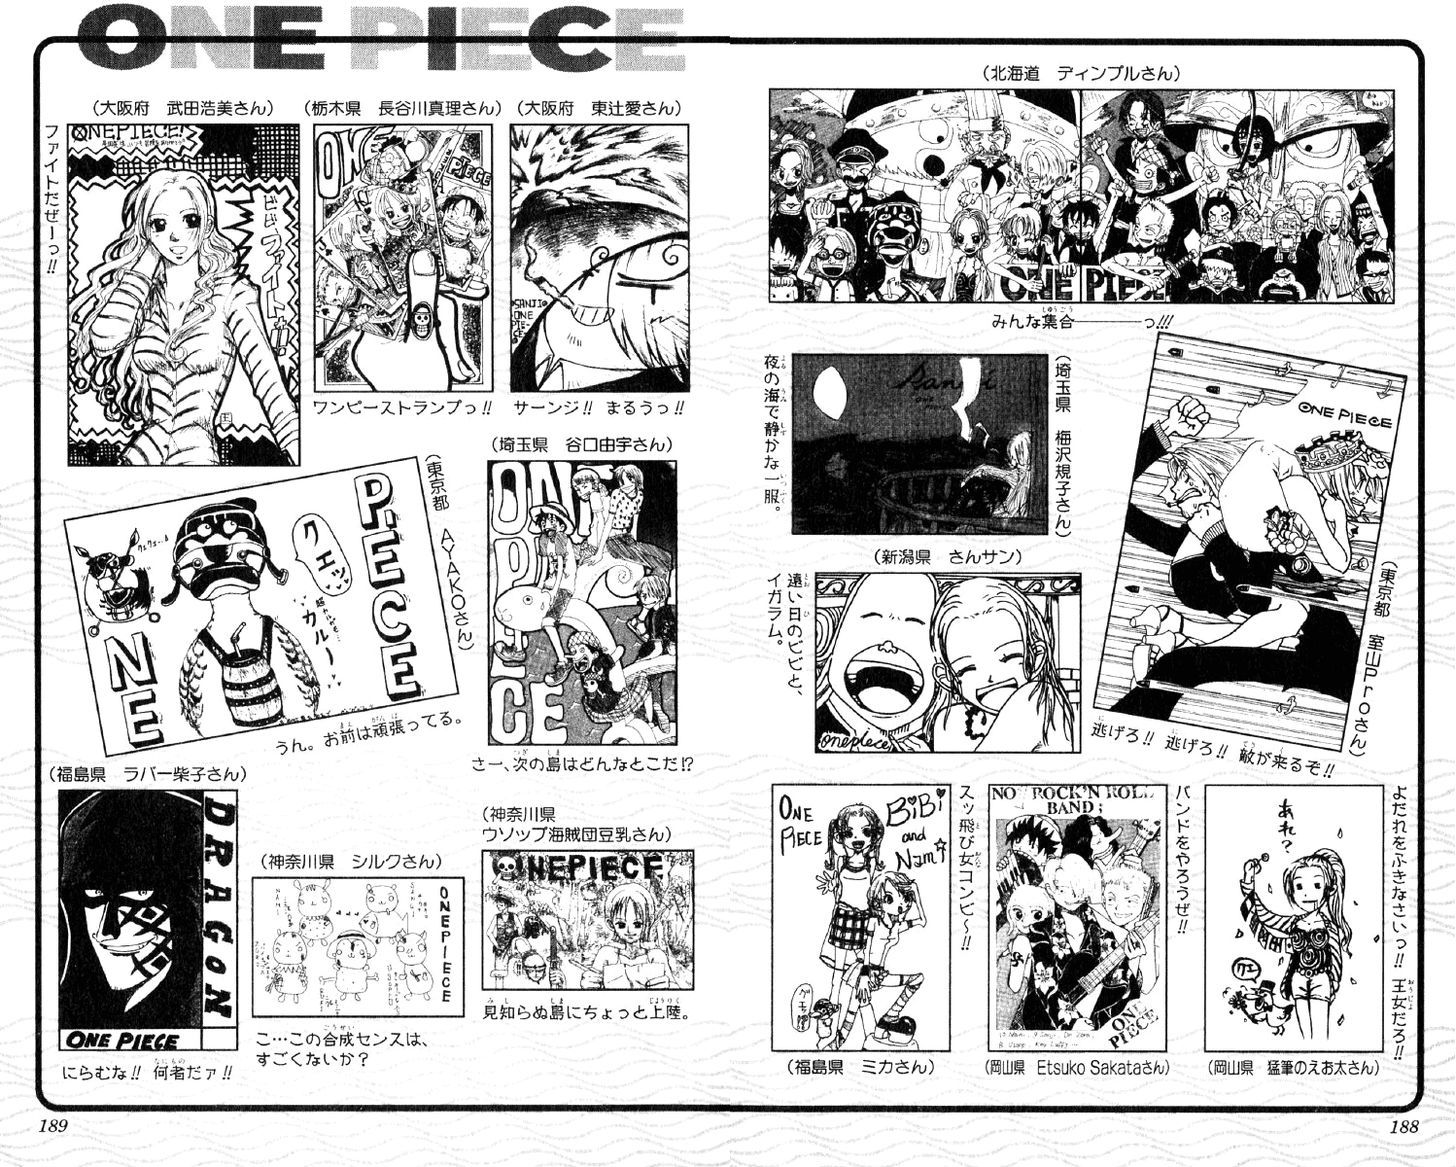 ONE PIECE
(北海道 ディンプルさん)
ONE PIECE
みんな集合―――っ!!!
(埼玉県 梅沢規子さん)
夜の海で静かな一服。
ONE PIECE
(東京都 室山Proさん)
逃げろ!! 逃げろ!! 敵が来るぞ!!
(新潟県 さんサン)
遠い日のビビと、
イガラム。
onepiece
よだれをふきなさいっ!! 王女だろ!!
あれ?
クエ
(岡山県 猛筆のえお太さん)
バンドをやろうぜ!!
NO ROCK'N ROLL
BAND;
ONE
PIECE
(岡山県 Etsuko Sakataさん)
スッ飛び女コンビ〜!!
ONE
PIECE
BiBi
and
Nami
(福島県 ミカさん)
188
(大阪府 東辻愛さん)
SANJI
ONE
PIE-
CE
サーンジ!! まるうっ!!
(栃木県 長谷川真理さん)
ONE
PIECE
ワンピーストランプっ!!
(大阪府 武田浩美さん)
ONEPIECE!
ビビファイトォ!
ファイトだぜーっ!!
(埼玉県 谷口由宇さん)
ONE
PIECE
さー、次の島はどんなとこだ!?
(東京都 AYAKOさん)
PIECE
クエッ
カルー
ONE
うん。お前は頑張ってる。
(神奈川県
ウソップ海賊団豆乳さん)
ONEPIECE
見知らぬ島にちょっと上陸。
(神奈川県 シルクさん)
ONEPIECE
こ…この合成センスは、
すごくないか?
(福島県 ラバー柴子さん)
DRAGON
ONE PIECE
にらむな!! 何者だァ!!
189